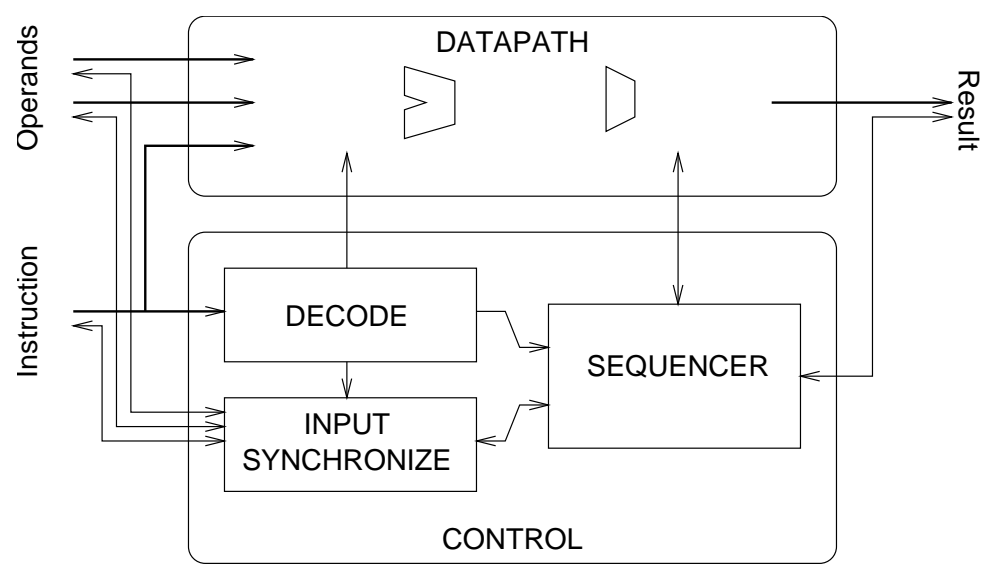 Operands
DATAPATH
Result
Instruction
DECODE
SEQUENCER
INPUT
SYNCHRONIZE
CONTROL